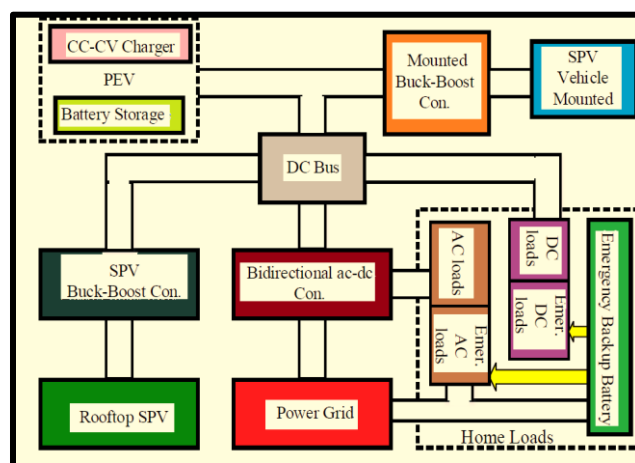 CC-CV Charger
PEV
Battery Storage
Mounted
Buck-Boost
Con.
SPV
Vehicle
Mounted
DC Bus
SPV
Buck-Boost Con.
Bidirectional ac-dc
Con.
AC loads
Emer.
AC
loads
DC
loads
Emer.
DC
loads
Emergency Backup Battery
Rooftop SPV
Power Grid
Home Loads